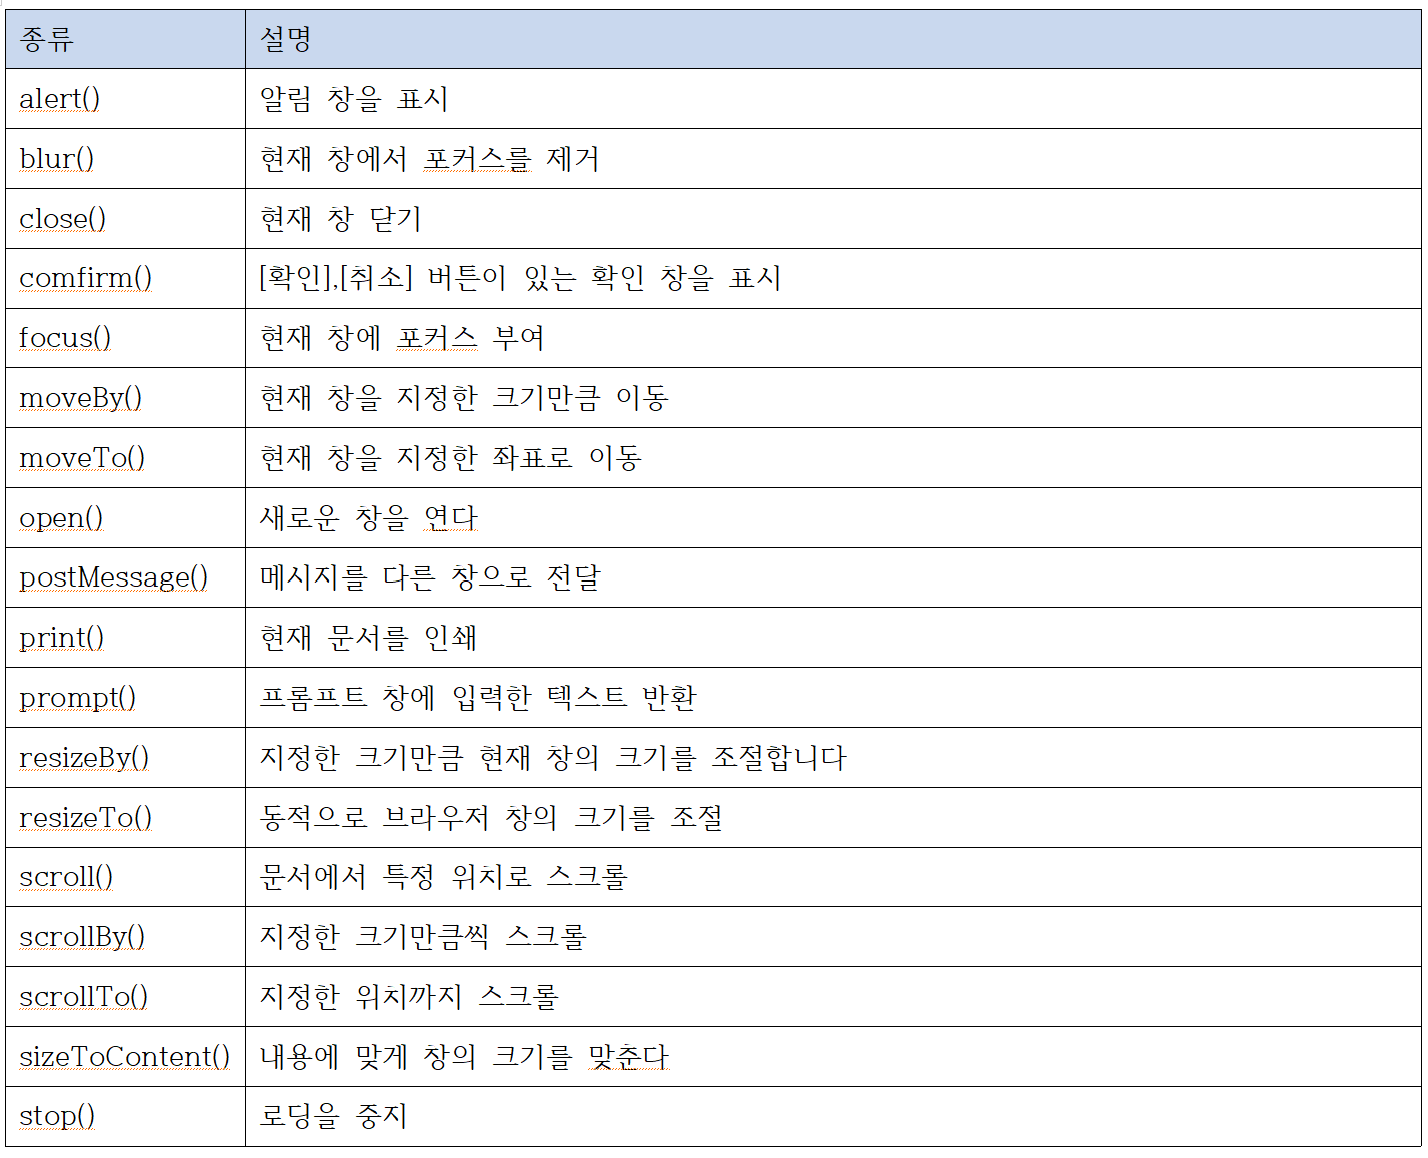 종류 설명
alert() 알림 창을 표시
blur() 현재 창에서 포커스를 제거
close() 현재 창 닫기
comfirm() [확인],[취소] 버튼이 있는 확인 창을 표시
focus() 현재 창에 포커스 부여
moveBy() 현재 창을 지정한 크기만큼 이동
moveTo() 현재 창을 지정한 좌표로 이동
open() 새로운 창을 연다
postMessage() 메시지를 다른 창으로 전달
print() 현재 문서를 인쇄
prompt() 프롬프트 창에 입력한 텍스트 반환
resizeBy() 지정한 크기만큼 현재 창의 크기를 조절합니다
resizeTo() 동적으로 브라우저 창의 크기를 조절
scroll() 문서에서 특정 위치로 스크롤
scrollBy() 지정한 크기만큼씩 스크롤
scrollTo() 지정한 위치까지 스크롤
sizeToContent() 내용에 맞게 창의 크기를 맞춘다
stop() 로딩을 중지